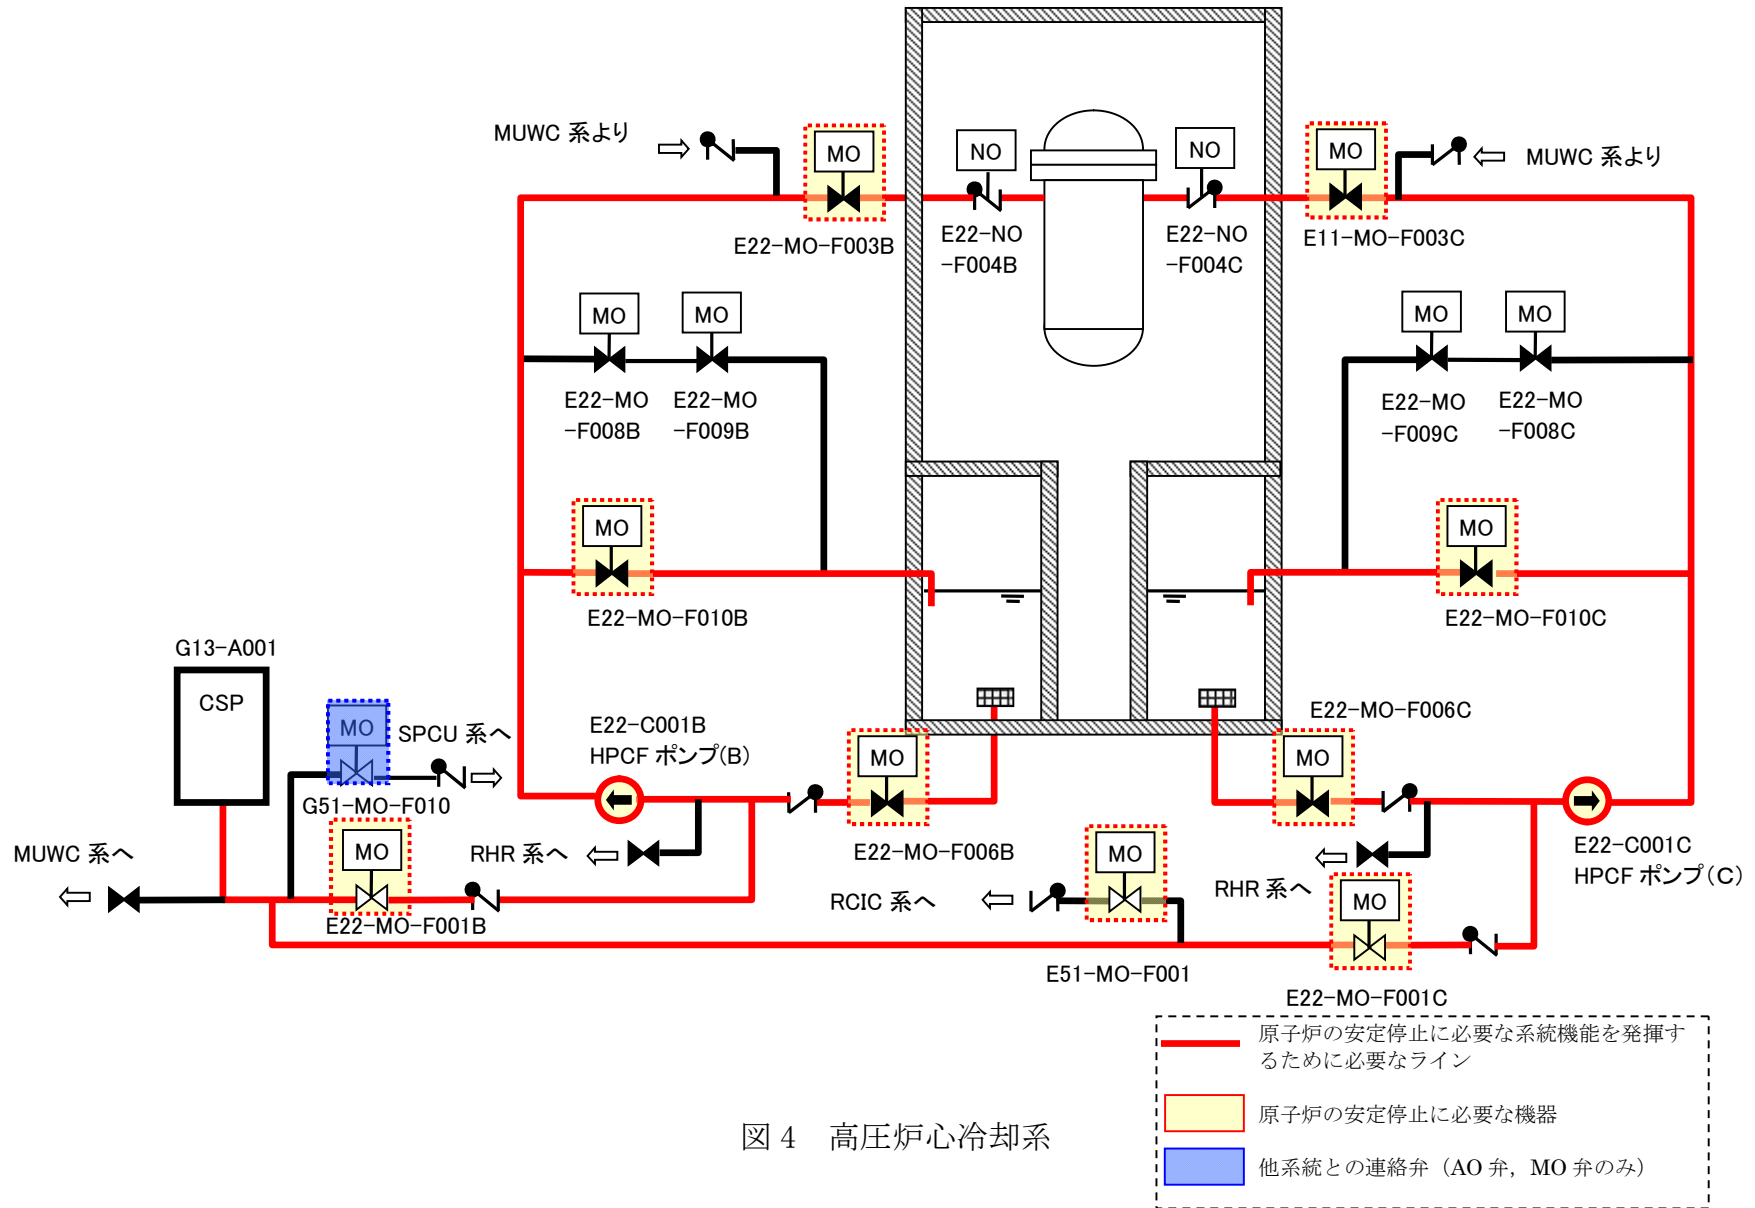 MUWC 系より
MO
NO
NO
MO
MUWC 系より
E22-MO-F003B
E22-NO
-F004B
E22-NO
-F004C
E11-MO-F003C
MO
MO
E22-MO
-F008B
E22-MO
-F009B
MO
MO
E22-MO
-F009C
E22-MO
-F008C
MO
E22-MO-F010B
MO
E22-MO-F010C
G13-A001
CSP
MO
SPCU 系へ
G51-MO-F010
E22-C001B
HPCF ポンプ(B)
MO
E22-MO-F006B
E22-MO-F006C
MO
E22-C001C
HPCF ポンプ(C)
MUWC 系へ
MO
E22-MO-F001B
RHR 系へ
RCIC 系へ
MO
E51-MO-F001
RHR 系へ
MO
E22-MO-F001C
原子炉の安定停止に必要な系統機能を発揮す
るために必要なライン
原子炉の安定停止に必要な機器
他系統との連絡弁（AO 弁，MO 弁のみ）
図 4　高圧炉心冷却系